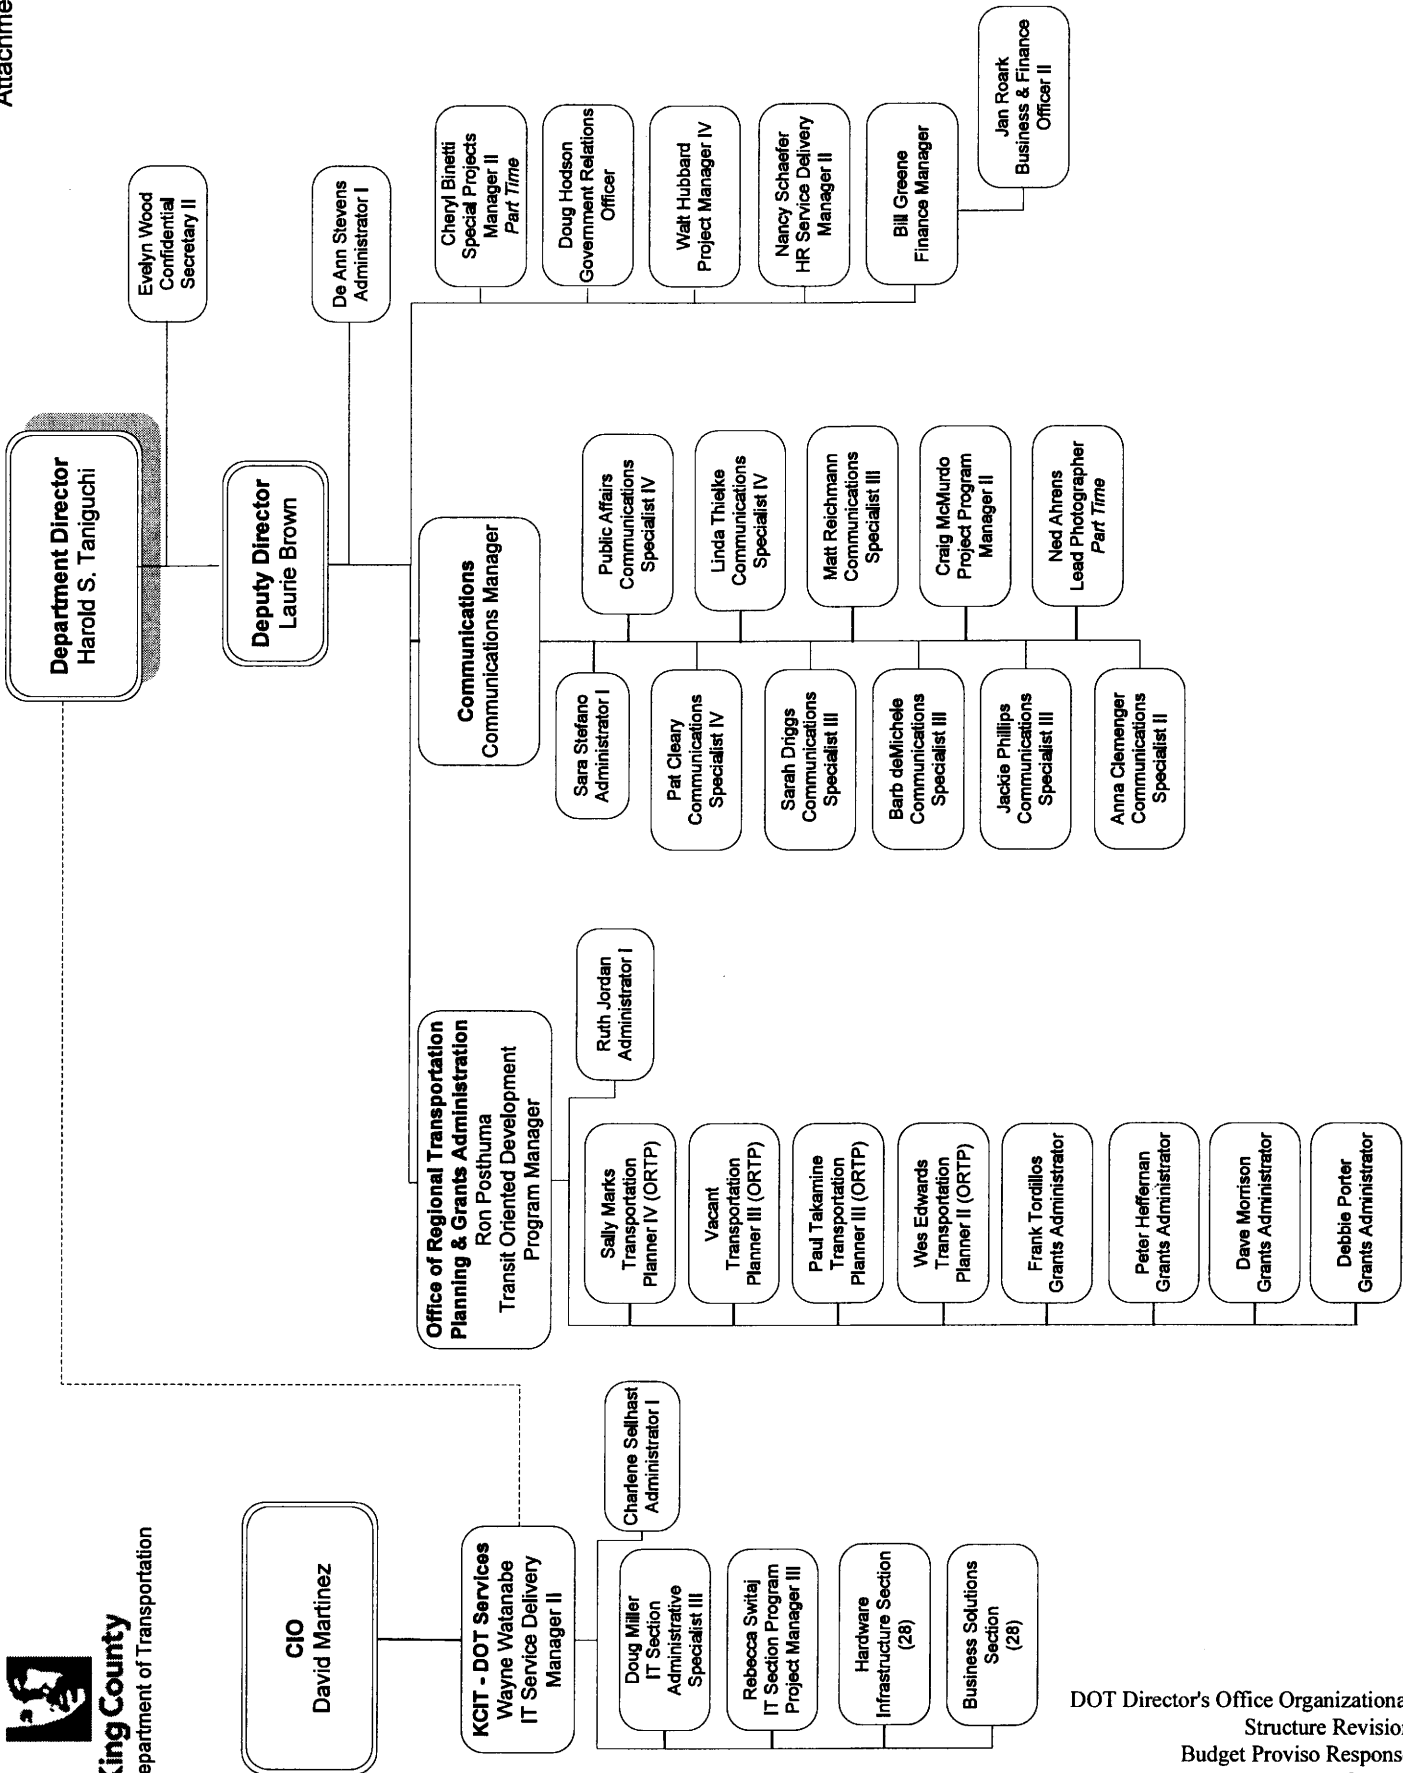 Attachme
King County
Department of Transportation
Department Director
Harold S. Taniguchi
Evelyn Wood
Confidential
Secretary II
Deputy Director
Laurie Brown
De Ann Stevens
Administrator I
CIO
David Martinez
KCIT - DOT Services
Wayne Watanabe
IT Service Delivery
Manager II
Charlene Sellhast
Administrator I
Doug Miller
IT Section
Administrative
Specialist III
Rebecca Switaj
IT Section Program
Project Manager III
Hardware
Infrastructure Section
(28)
Business Solutions
Section
(28)
Office of Regional Transportation
Planning & Grants Administration
Ron Posthuma
Transit Oriented Development
Program Manager
Ruth Jordan
Administrator I
Sally Marks
Transportation
Planner IV (ORTP)
Vacant
Transportation
Planner III (ORTP)
Paul Takamine
Transportation
Planner III (ORTP)
Wes Edwards
Transportation
Planner II (ORTP)
Frank Tordillos
Grants Administrator
Peter Heffernan
Grants Administrator
Dave Morrison
Grants Administrator
Debbie Porter
Grants Administrator
Communications
Communications Manager
Sara Stefano
Administrator I
Pat Cleary
Communications
Specialist IV
Sarah Driggs
Communications
Specialist III
Barb deMichele
Communications
Specialist III
Jackie Phillips
Communications
Specialist III
Anna Clemenger
Communications
Specialist II
Public Affairs
Communications
Specialist IV
Linda Thielke
Communications
Specialist IV
Matt Reichmann
Communications
Specialist III
Craig McMurdo
Project Program
Manager II
Ned Ahrens
Lead Photographer
Part Time
Cheryl Binetti
Special Projects
Manager II
Part Time
Doug Hodson
Government Relations
Officer
Walt Hubbard
Project Manager IV
Nancy Schaefer
HR Service Delivery
Manager II
Bill Greene
Finance Manager
Jan Roark
Business & Finance
Officer II
DOT Director's Office Organizationa
Structure Revision
Budget Proviso Respons